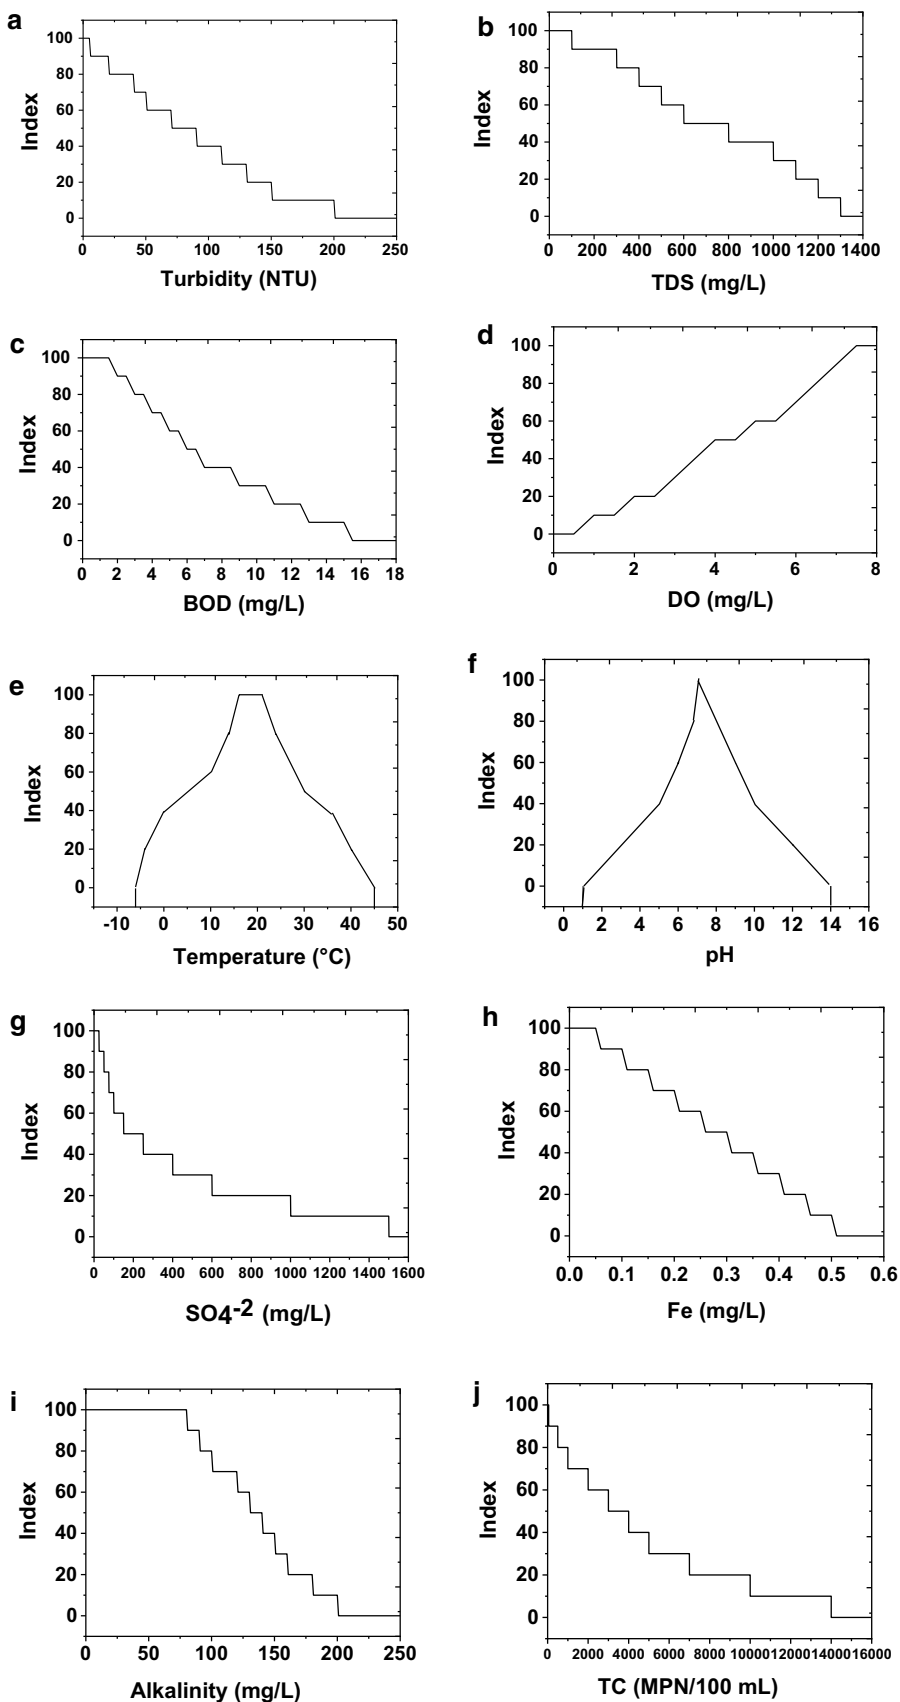 a
100
80
60
40
20
0
Index
0 50 100 150 200 250
Turbidity (NTU)
b
100
80
60
40
20
0
Index
0 200 400 600 800 1000 1200 1400
TDS (mg/L)
c
100
80
60
40
20
0
Index
0 2 4 6 8 10 12 14 16 18
BOD (mg/L)
d
100
80
60
40
20
0
Index
0 2 4 6 8
DO (mg/L)
e
100
80
60
40
20
0
Index
-10 0 10 20 30 40 50
Temperature (°C)
f
100
80
60
40
20
0
Index
0 2 4 6 8 10 12 14 16
pH
g
100
80
60
40
20
0
Index
0 200 400 600 800 1000 1200 1400 1600
SO4-2 (mg/L)
h
100
80
60
40
20
0
Index
0.0 0.1 0.2 0.3 0.4 0.5 0.6
Fe (mg/L)
i
100
80
60
40
20
0
Index
0 50 100 150 200 250
Alkalinity (mg/L)
j
100
80
60
40
20
0
Index
0 2000 4000 6000 8000 10000 12000 14000 16000
TC (MPN/100 mL)